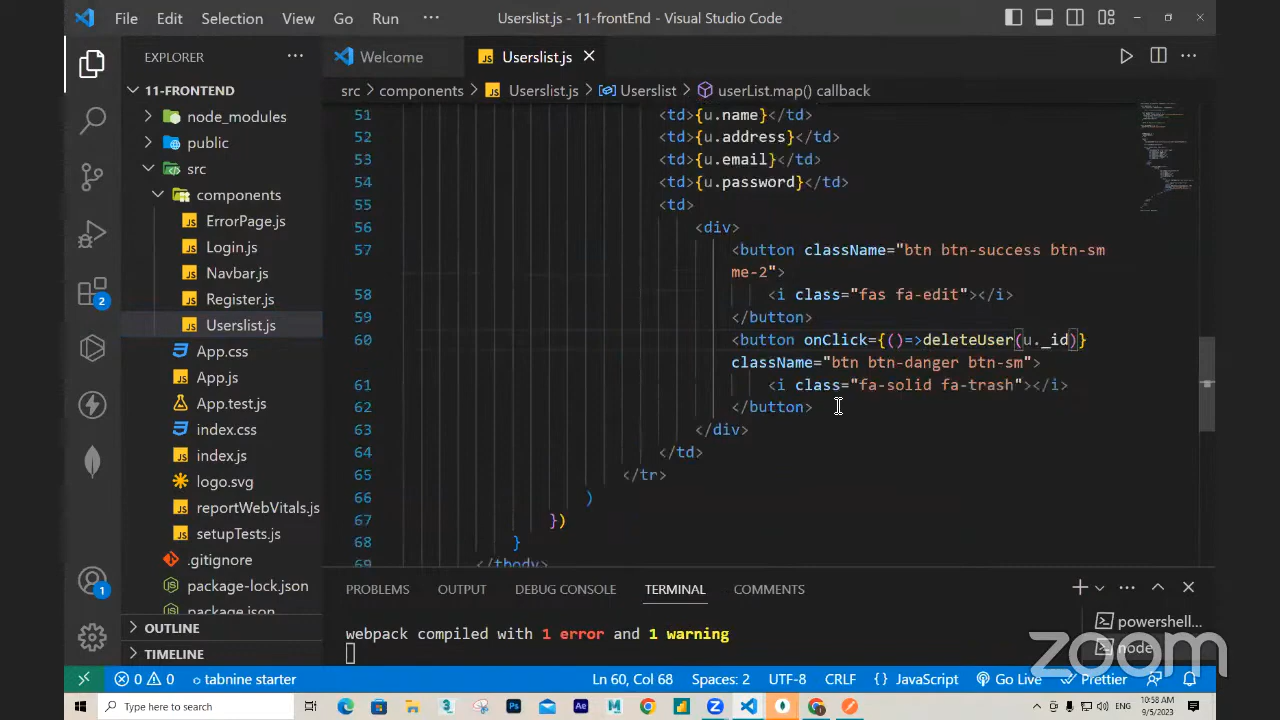 File Edit Selection View Go Run ··· Userslist.js - 11-frontEnd - Visual Studio Code
EXPLORER ···
Welcome Userslist.js
11-FRONTEND
src > components > Userslist.js > Userslist > userList.map() callback
node_modules
public
src
components
ErrorPage.js
Login.js
Navbar.js
Register.js
Userslist.js
App.css
App.js
App.test.js
index.css
index.js
logo.svg
reportWebVitals.js
setupTests.js
.gitignore
package-lock.json
package.json
OUTLINE
TIMELINE
2
1
51 <td>{u.name}</td>
52 <td>{u.address}</td>
53 <td>{u.email}</td>
54 <td>{u.password}</td>
55 <td>
56 <div>
57 <button className="btn btn-success btn-sm
me-2">
58 <i class="fas fa-edit"></i>
59 </button>
60 <button onClick={()=>deleteUser(u._id)}
className="btn btn-danger btn-sm">
61 <i class="fa-solid fa-trash"></i>
62 </button>
63 </div>
64 </td>
65 </tr>
66 )
67 })
68 }
69 </tbody>
PROBLEMS OUTPUT DEBUG CONSOLE TERMINAL COMMENTS
webpack compiled with 1 error and 1 warning
powershell...
node
zoom
0 0 tabnine starter Ln 60, Col 68 Spaces: 2 UTF-8 CRLF {} JavaScript Go Live Prettier
Type here to search
ENG
10:58 AM
9/5/2023